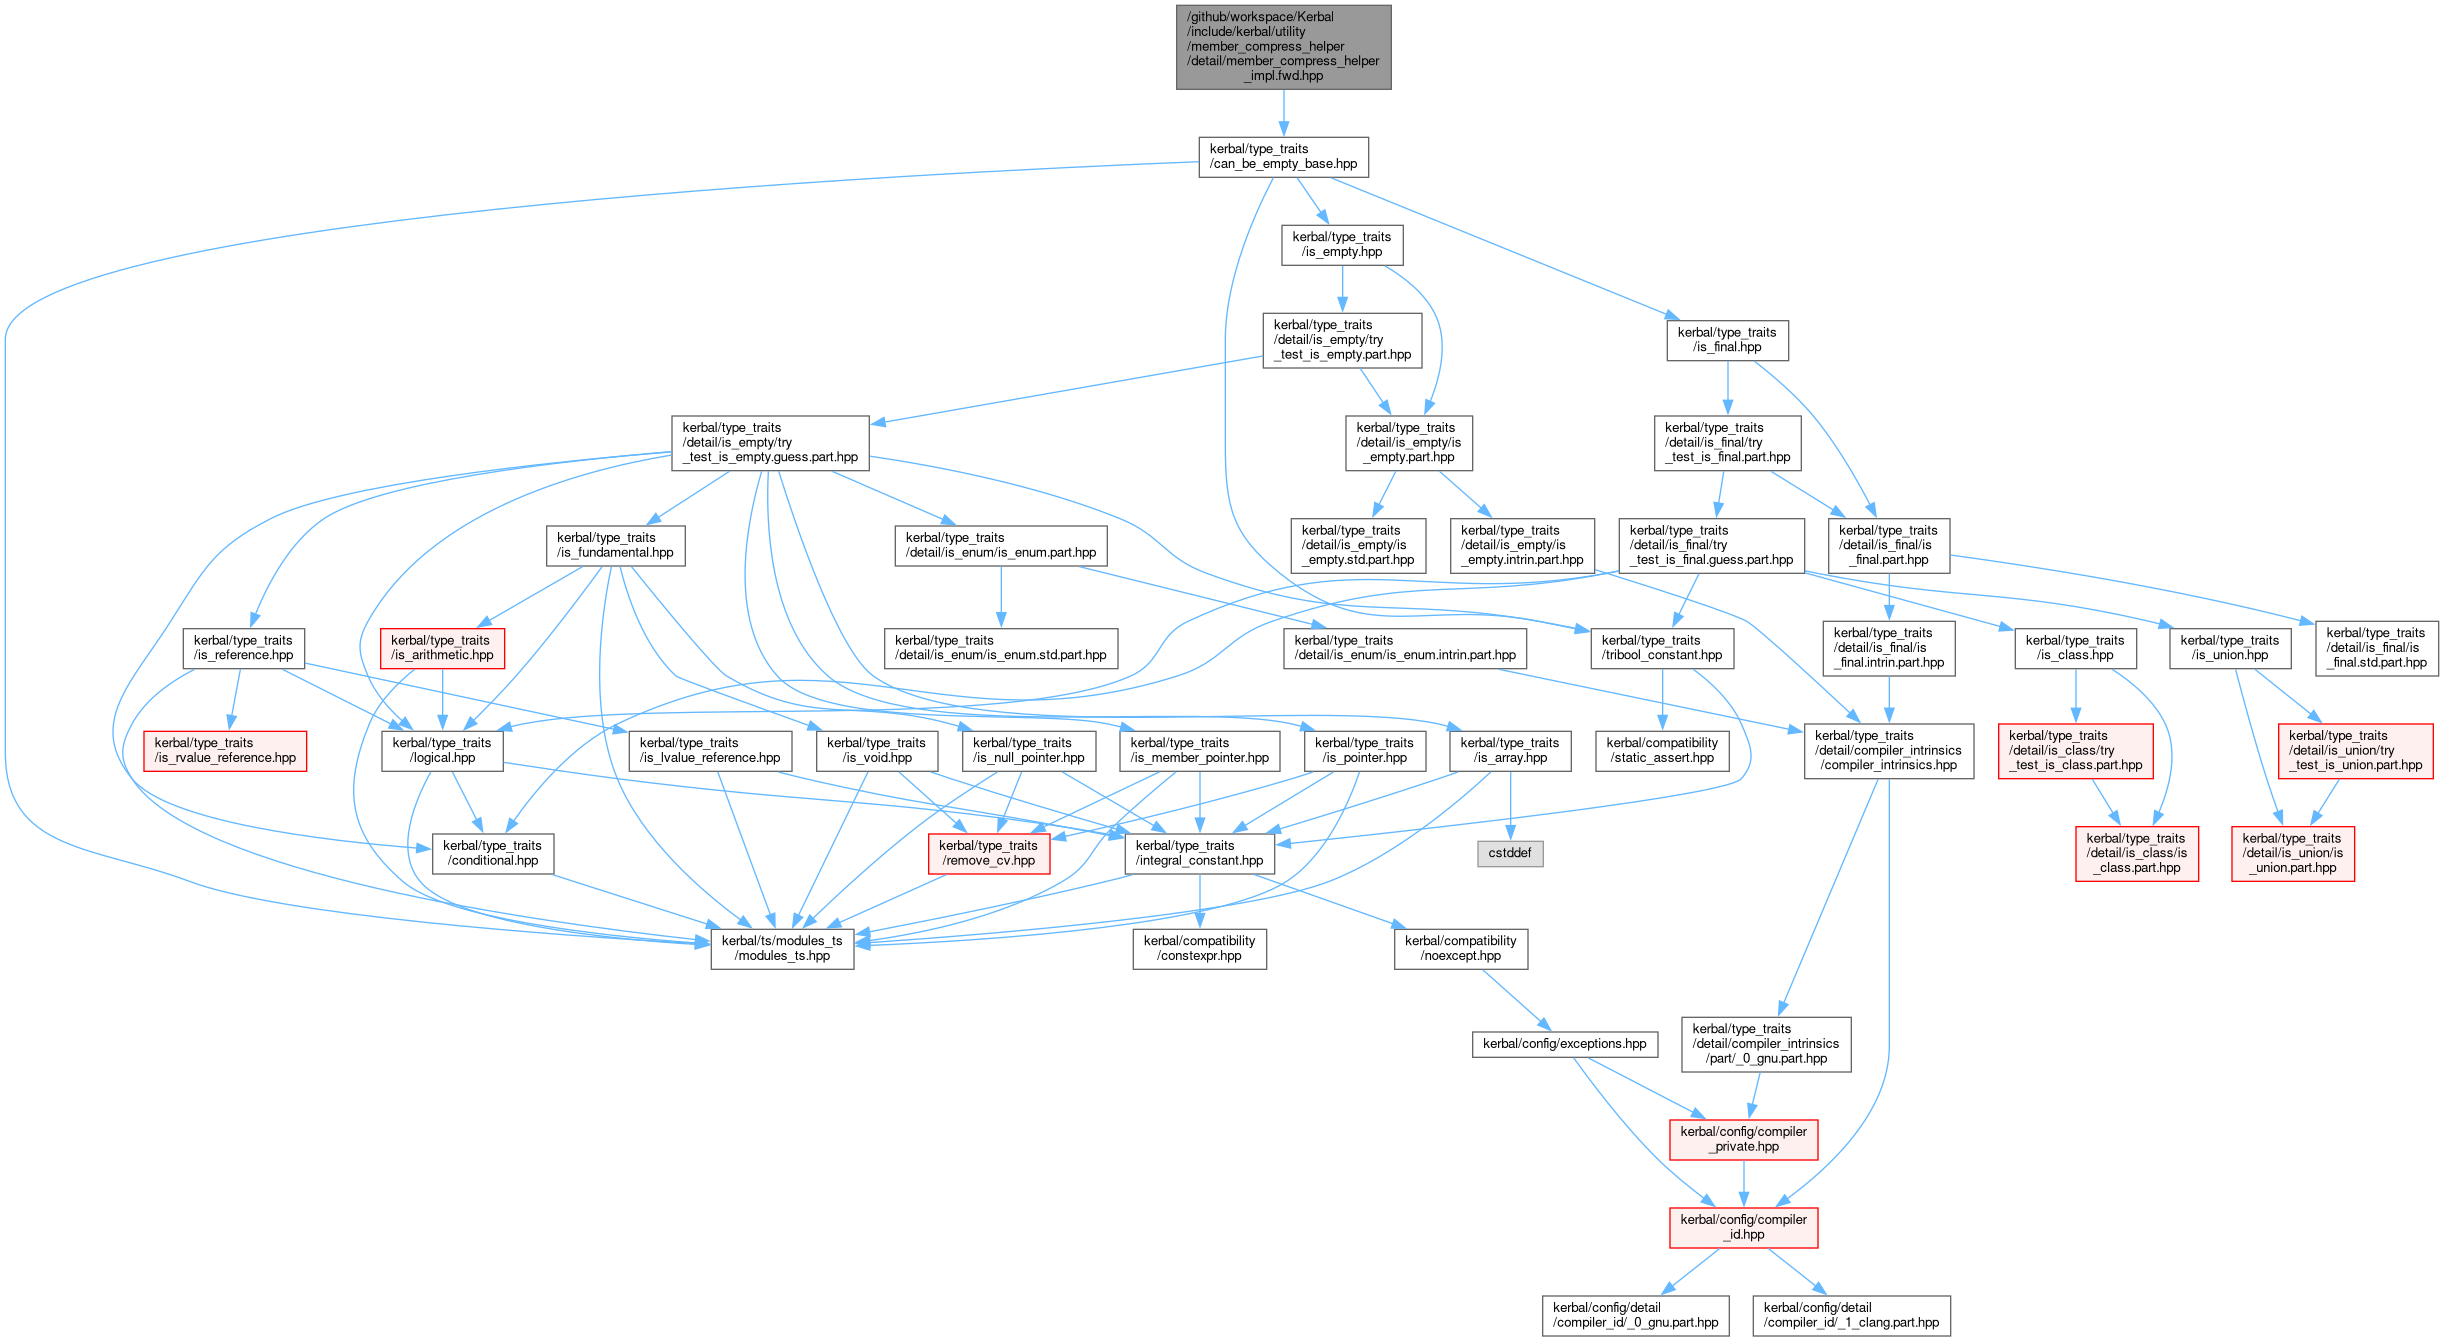 /github/workspace/Kerbal
/include/kerbal/utility
/member_compress_helper
/detail/member_compress_helper
_impl.fwd.hpp
kerbal/type_traits
/can_be_empty_base.hpp
kerbal/type_traits
/is_empty.hpp
kerbal/type_traits
/detail/is_empty/try
_test_is_empty.part.hpp
kerbal/type_traits
/is_final.hpp
kerbal/type_traits
/detail/is_empty/try
_test_is_empty.guess.part.hpp
kerbal/type_traits
/detail/is_empty/is
_empty.part.hpp
kerbal/type_traits
/detail/is_final/try
_test_is_final.part.hpp
kerbal/type_traits
/is_fundamental.hpp
kerbal/type_traits
/detail/is_enum/is_enum.part.hpp
kerbal/type_traits
/detail/is_empty/is
_empty.std.part.hpp
kerbal/type_traits
/detail/is_empty/is
_empty.intrin.part.hpp
kerbal/type_traits
/detail/is_final/try
_test_is_final.guess.part.hpp
kerbal/type_traits
/detail/is_final/is
_final.part.hpp
kerbal/type_traits
/is_reference.hpp
kerbal/type_traits
/is_arithmetic.hpp
kerbal/type_traits
/detail/is_enum/is_enum.std.part.hpp
kerbal/type_traits
/detail/is_enum/is_enum.intrin.part.hpp
kerbal/type_traits
/tribool_constant.hpp
kerbal/type_traits
/detail/is_final/is
_final.intrin.part.hpp
kerbal/type_traits
/is_class.hpp
kerbal/type_traits
/is_union.hpp
kerbal/type_traits
/detail/is_final/is
_final.std.part.hpp
kerbal/type_traits
/is_rvalue_reference.hpp
kerbal/type_traits
/logical.hpp
kerbal/type_traits
/is_lvalue_reference.hpp
kerbal/type_traits
/is_void.hpp
kerbal/type_traits
/is_null_pointer.hpp
kerbal/type_traits
/is_member_pointer.hpp
kerbal/type_traits
/is_pointer.hpp
kerbal/type_traits
/is_array.hpp
kerbal/compatibility
/static_assert.hpp
kerbal/type_traits
/detail/compiler_intrinsics
/compiler_intrinsics.hpp
kerbal/type_traits
/detail/is_class/try
_test_is_class.part.hpp
kerbal/type_traits
/detail/is_union/try
_test_is_union.part.hpp
kerbal/type_traits
/conditional.hpp
kerbal/type_traits
/remove_cv.hpp
kerbal/type_traits
/integral_constant.hpp
cstddef
kerbal/type_traits
/detail/is_class/is
_class.part.hpp
kerbal/type_traits
/detail/is_union/is
_union.part.hpp
kerbal/ts/modules_ts
/modules_ts.hpp
kerbal/compatibility
/constexpr.hpp
kerbal/compatibility
/noexcept.hpp
kerbal/config/exceptions.hpp
kerbal/type_traits
/detail/compiler_intrinsics
/part/_0_gnu.part.hpp
kerbal/config/compiler
_private.hpp
kerbal/config/compiler
_id.hpp
kerbal/config/detail
/compiler_id/_0_gnu.part.hpp
kerbal/config/detail
/compiler_id/_1_clang.part.hpp